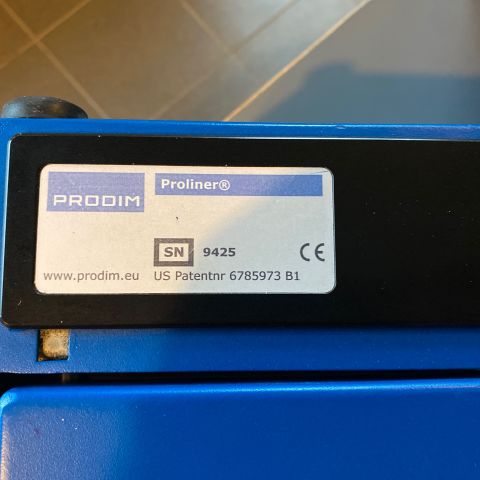 PRODIM
Proliner®
SN 9425
CE
www.prodim.eu US Patentnr 6785973 B1